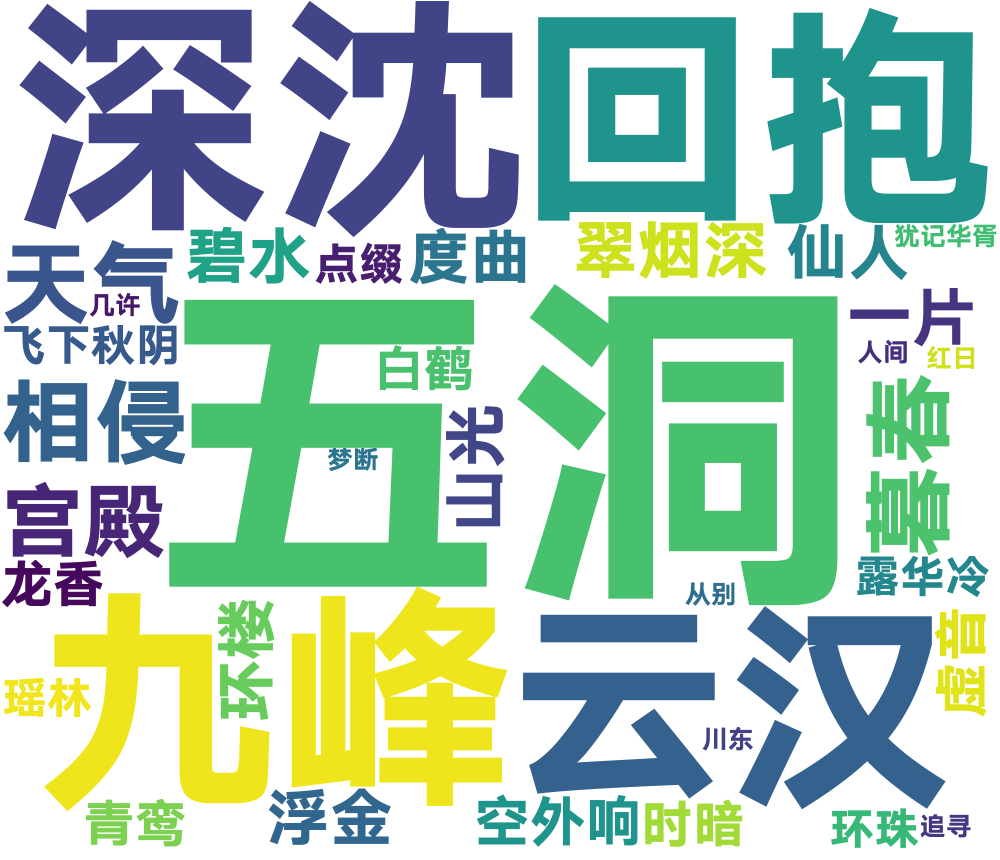 深沈 回抱
碧水 点缀 度曲 翠烟深 仙人 犹记华胥
天气 几许
飞下秋阴
五洞
白鹤
一片
人间 红日
相侵
梦断
山光
暮春
宫殿
龙香
露华冷
从别
九峰
环楼
云汉
虚音
瑶林
川东
青鸾 浮金 空外响 时暗 环珠 追寻